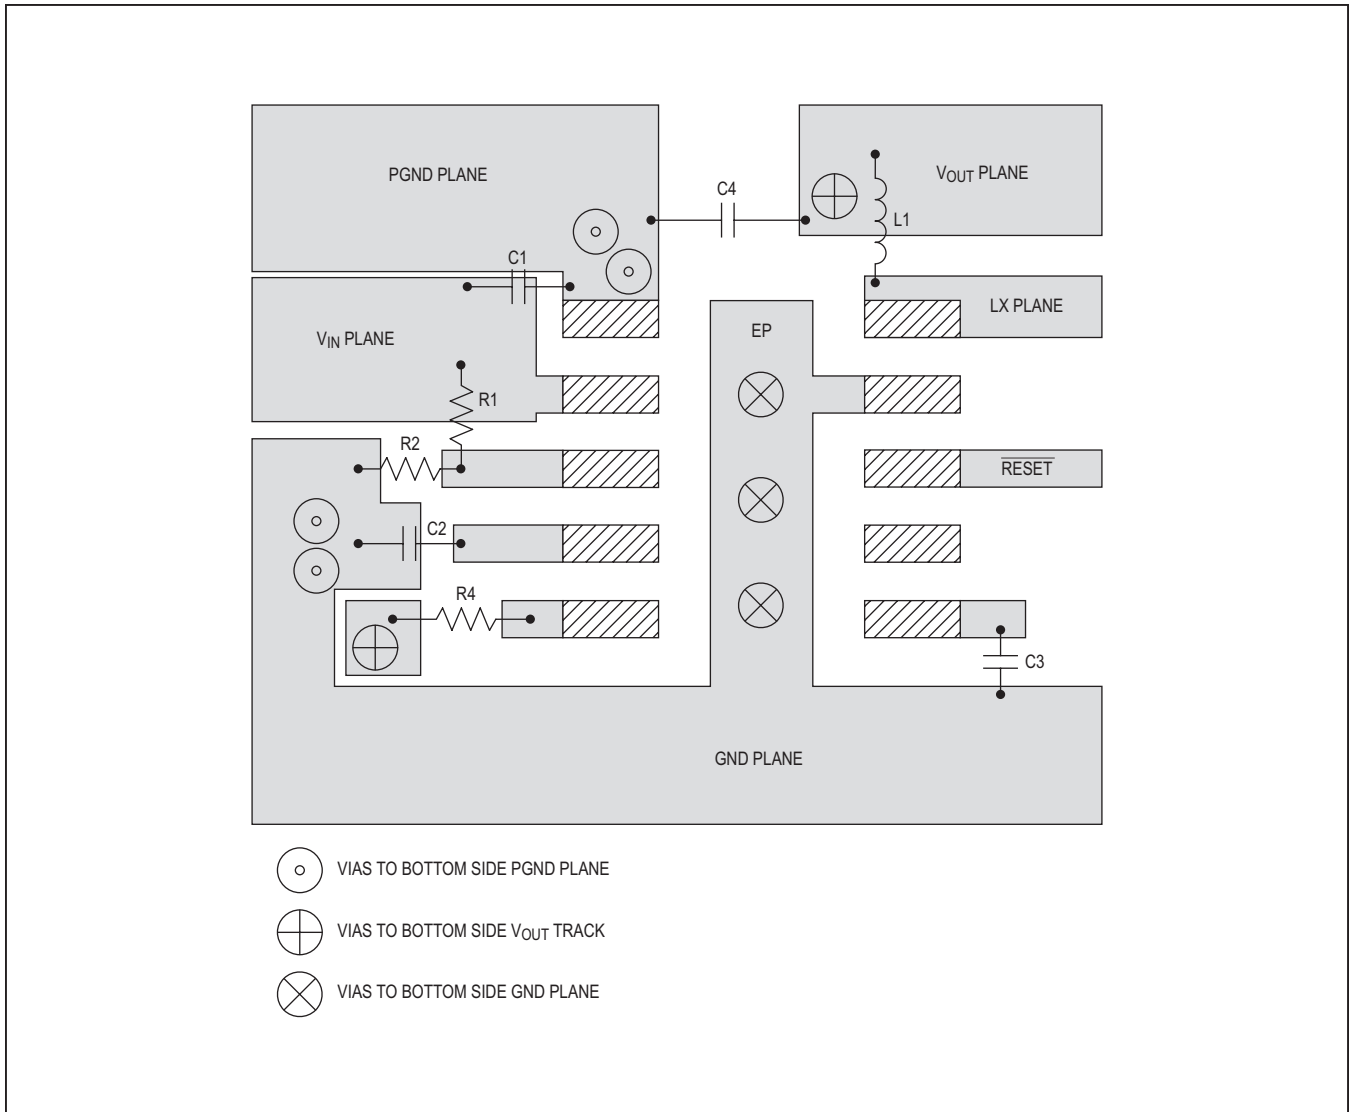 PGND PLANE
C4
VOUT PLANE
L1
C1
LX PLANE
EP
VIN PLANE
R1
R2
RESET
C2
R4
C3
GND PLANE
VIAS TO BOTTOM SIDE PGND PLANE
VIAS TO BOTTOM SIDE VOUT TRACK
VIAS TO BOTTOM SIDE GND PLANE